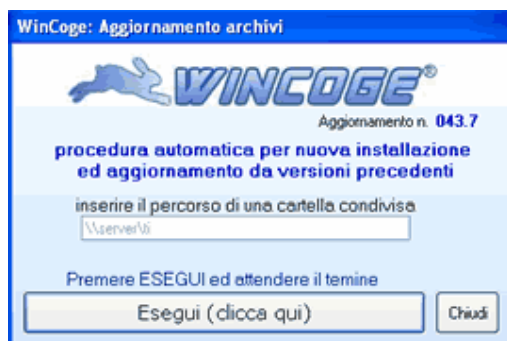 WinCoge: Aggiornamento archivi
WINCOGE®
Aggiornamento n. 043.7
procedura automatica per nuova installazione
ed aggiornamento da versioni precedenti
inserire il percorso di una cartella condivisa
\\server\ti
Premere ESEGUI ed attendere il temine
Esegui (clicca qui)
Chiudi